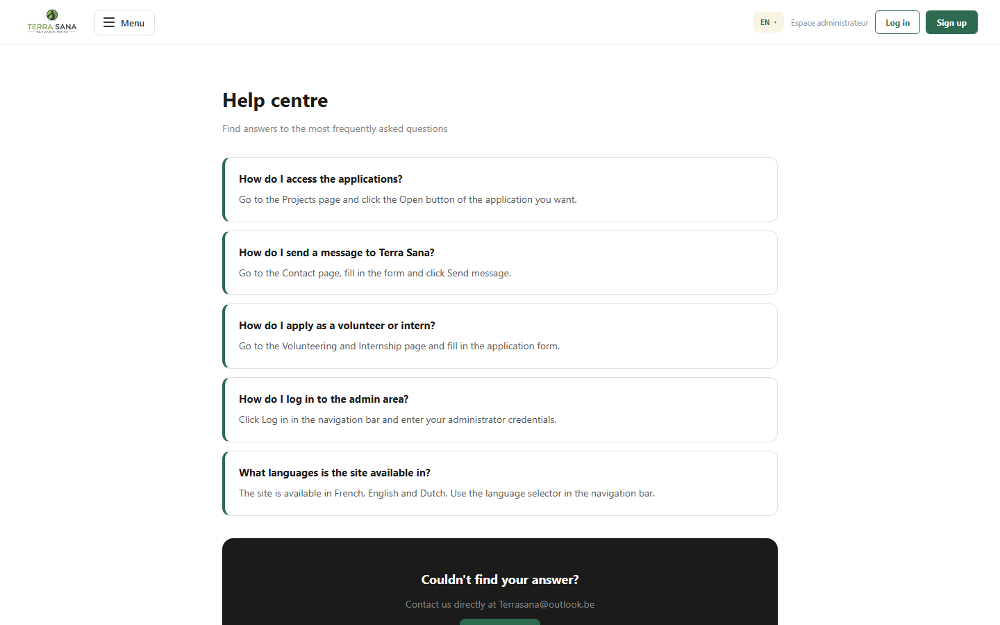 TERRA SANA
Menu
EN
Espace administrateur
Log in
Sign up
Help centre
Find answers to the most frequently asked questions
How do I access the applications?
Go to the Projects page and click the Open button of the application you want.
How do I send a message to Terra Sana?
Go to the Contact page, fill in the form and click Send message.
How do I apply as a volunteer or intern?
Go to the Volunteering and Internship page and fill in the application form.
How do I log in to the admin area?
Click Log in in the navigation bar and enter your administrator credentials.
What languages is the site available in?
The site is available in French, English and Dutch. Use the language selector in the navigation bar.
Couldn't find your answer?
Contact us directly at Terrasana@outlook.be